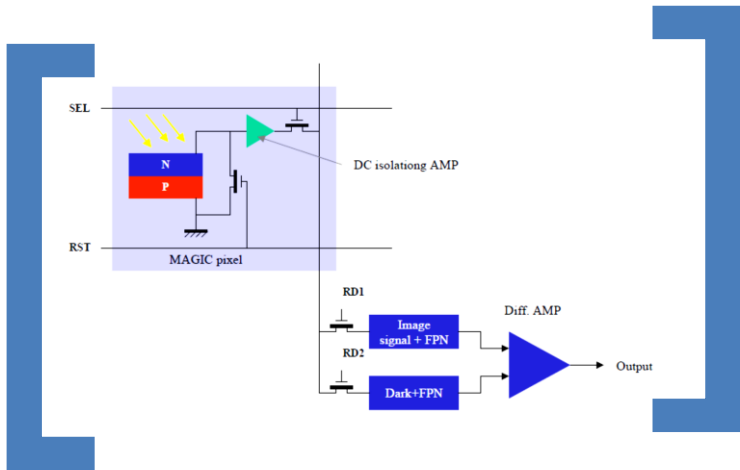 SEL
N
P
DC isolationg AMP
RST
MAGIC pixel
RD1
Diff. AMP
Image
signal + FPN
RD2
Output
Dark+FPN